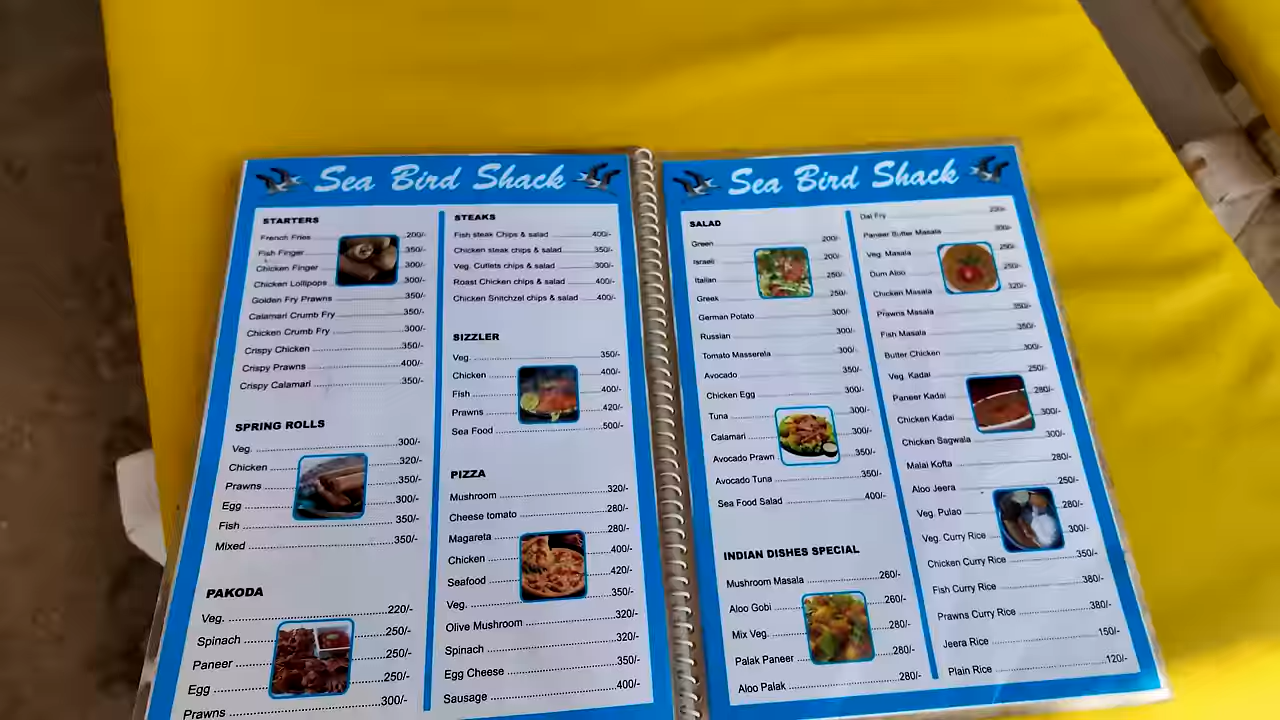 Sea Bird Shack
STARTERS
French Fries 200/-
Fish Finger 350/-
Chicken Finger 300/-
Chicken Lollipops 300/-
Golden Fry Prawns 350/-
Calamari Crumb Fry 350/-
Chicken Crumb Fry 300/-
Crispy Chicken 350/-
Crispy Prawns 400/-
Crispy Calamari 350/-
SPRING ROLLS
Veg. 300/-
Chicken 320/-
Prawns 350/-
Egg 300/-
Fish 350/-
Mixed 350/-
PAKODA
Veg. 220/-
Spinach 250/-
Paneer 250/-
Egg 250/-
Prawns 300/-
STEAKS
Fish steak Chips & salad 400/-
Chicken steak chips & salad 350/-
Veg. Cutlets chips & salad 300/-
Roast Chicken chips & salad 400/-
Chicken Snitchzel chips & salad 400/-
SIZZLER
Veg. 350/-
Chicken 400/-
Fish 400/-
Prawns 420/-
Sea Food 500/-
PIZZA
Mushroom 320/-
Cheese tomato 280/-
Magareta 280/-
Chicken 400/-
Seafood 420/-
Veg. 350/-
Olive Mushroom 320/-
Spinach 320/-
Egg Cheese 350/-
Sausage 400/-
Sea Bird Shack
SALAD
Green 200/-
Israeli 200/-
Italian 250/-
Greek 250/-
German Potato 300/-
Russian 300/-
Tomato Masserela 300/-
Avocado 350/-
Chicken Egg 300/-
Tuna 300/-
Calamari 300/-
Avocado Prawn 350/-
Avocado Tuna 350/-
Sea Food Salad 400/-
INDIAN DISHES SPECIAL
Mushroom Masala 260/-
Aloo Gobi 260/-
Mix Veg. 280/-
Palak Paneer 280/-
Aloo Palak 280/-
Dal Fry
Paneer Butter Masala 300/-
Veg. Masala 250/-
Dum Aloo 250/-
Chicken Masala 320/-
Prawns Masala 350/-
Fish Masala 350/-
Butter Chicken 300/-
Veg. Kadai 250/-
Paneer Kadai 280/-
Chicken Kadai 300/-
Chicken Sagwala 300/-
Malai Kofta 280/-
Aloo Jeera 250/-
Veg. Pulao 280/-
Veg. Curry Rice 300/-
Chicken Curry Rice 350/-
Fish Curry Rice 380/-
Prawns Curry Rice 380/-
Jeera Rice 150/-
Plain Rice 120/-